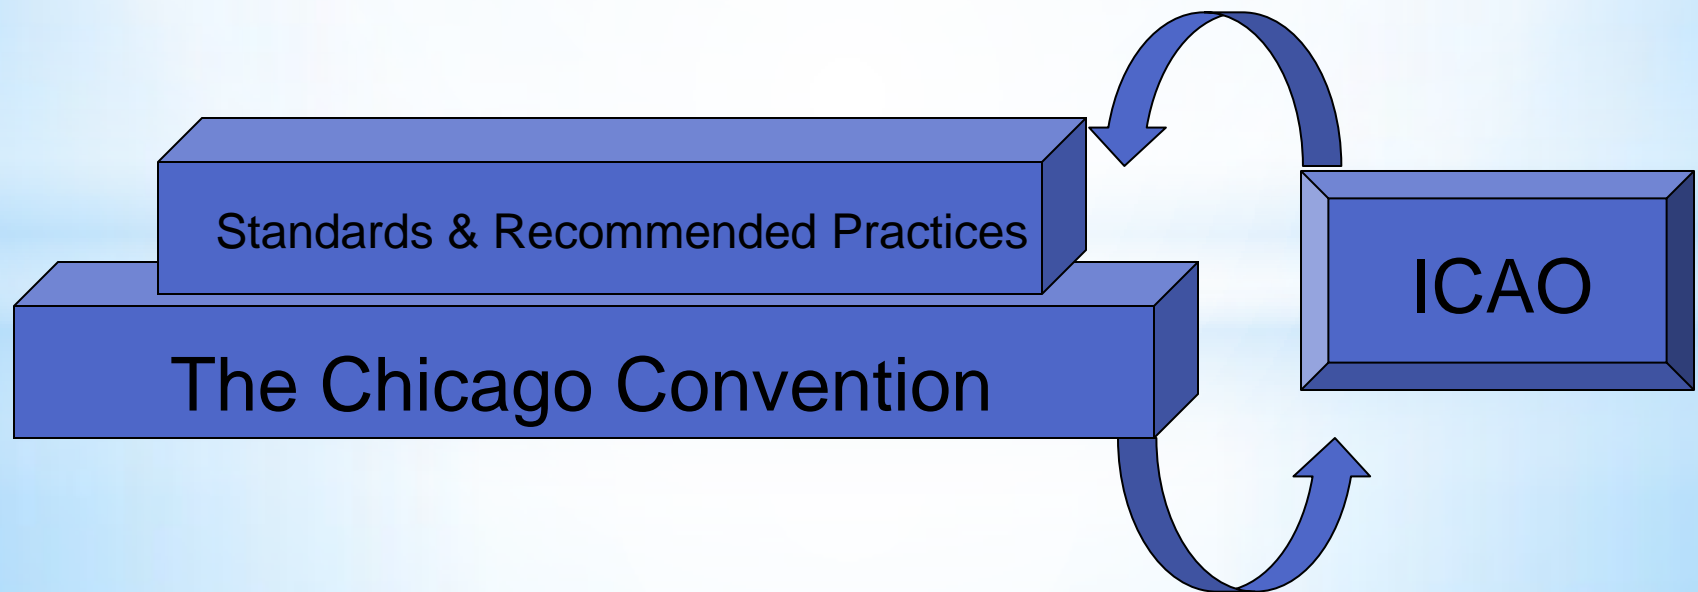 Standards & Recommended Practices
ICAO
The Chicago Convention